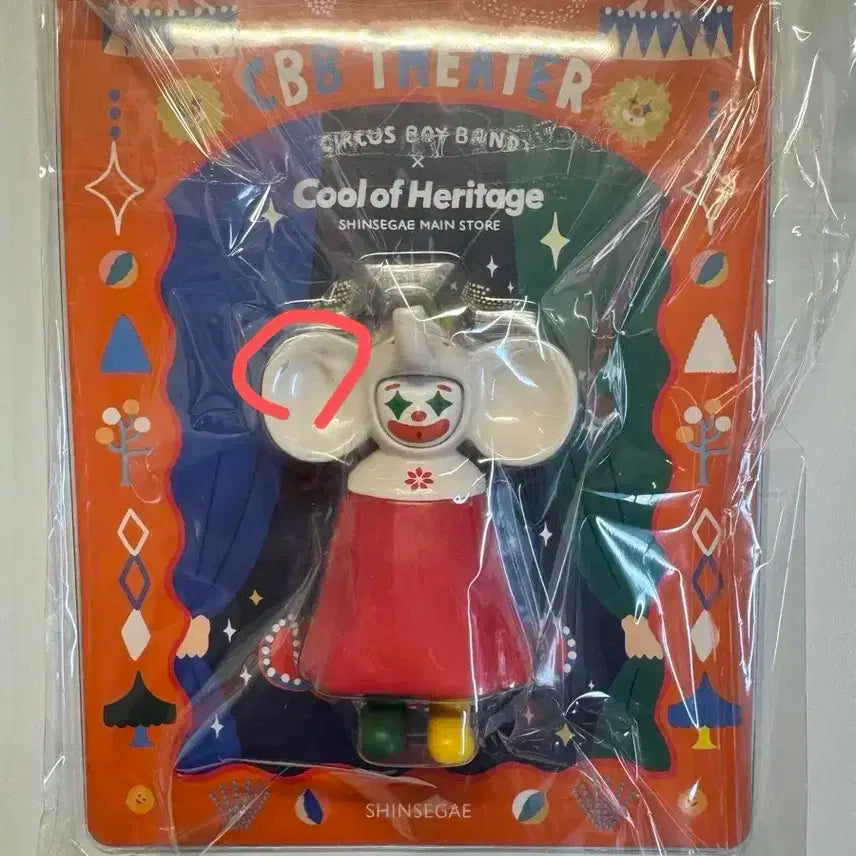 CBB THEATER
CIRCUS BOY BAND
×
Cool of Heritage
SHINSEGAE MAIN STORE
SHINSEGAE